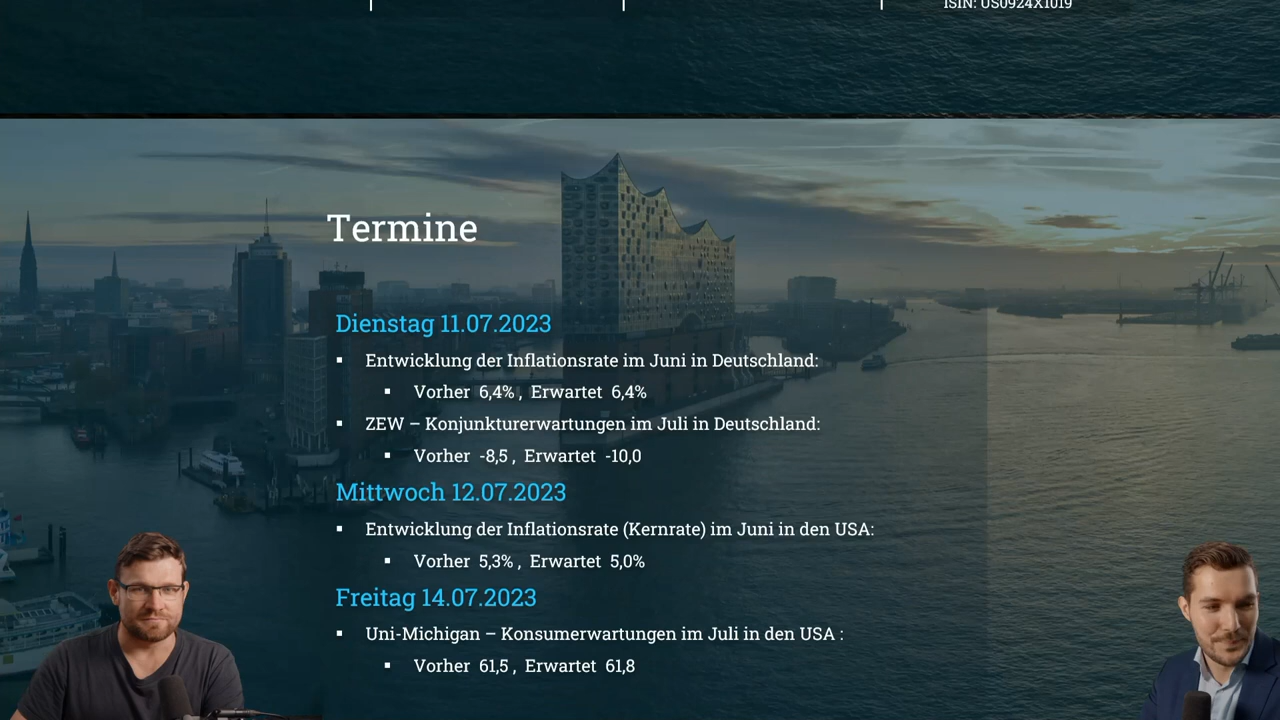 ISIN: US0924X1019
Termine
Dienstag 11.07.2023
▪ Entwicklung der Inflationsrate im Juni in Deutschland:
▪ Vorher 6,4% , Erwartet 6,4%
▪ ZEW – Konjunkturerwartungen im Juli in Deutschland:
▪ Vorher -8,5 , Erwartet -10,0
Mittwoch 12.07.2023
▪ Entwicklung der Inflationsrate (Kernrate) im Juni in den USA:
▪ Vorher 5,3% , Erwartet 5,0%
Freitag 14.07.2023
▪ Uni-Michigan – Konsumerwartungen im Juli in den USA :
▪ Vorher 61,5 , Erwartet 61,8